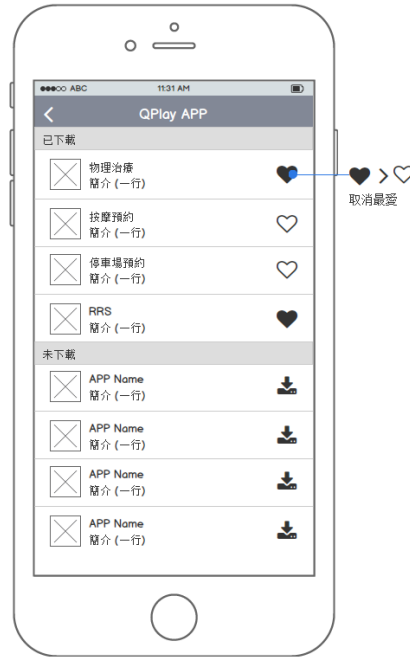 ABC 11:31 AM
QPlay APP
已下載
物理治療
簡介 (一行)
按摩預約
簡介 (一行)
停車場預約
簡介 (一行)
RRS
簡介 (一行)
未下載
APP Name
簡介 (一行)
APP Name
簡介 (一行)
APP Name
簡介 (一行)
APP Name
簡介 (一行)
取消最愛